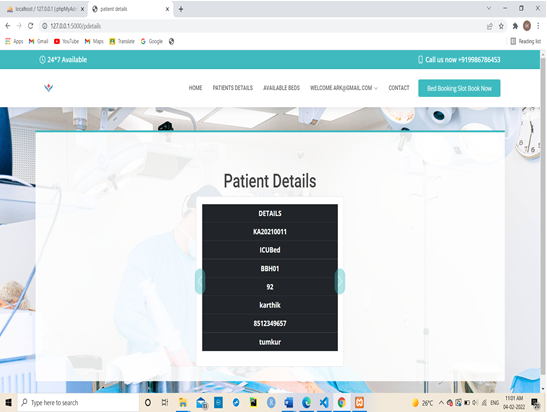 localhost / 127.0.0.1 | phpMyAd
patient details
127.0.0.1:5000/pdetails
Apps
Gmail
YouTube
Maps
Translate
Google
Reading list
24*7 Available
Call us now +919986786453
HOME
PATIENTS DETAILS
AVAILABLE BEDS
WELCOME ARK@GMAIL.COM
CONTACT
Bed Booking Slot Book Now
Patient Details
DETAILS
KA20210011
ICUBed
BBH01
92
karthik
8512349657
tumkur
Type here to search
26°C
ENG
11:01 AM
04-02-2022